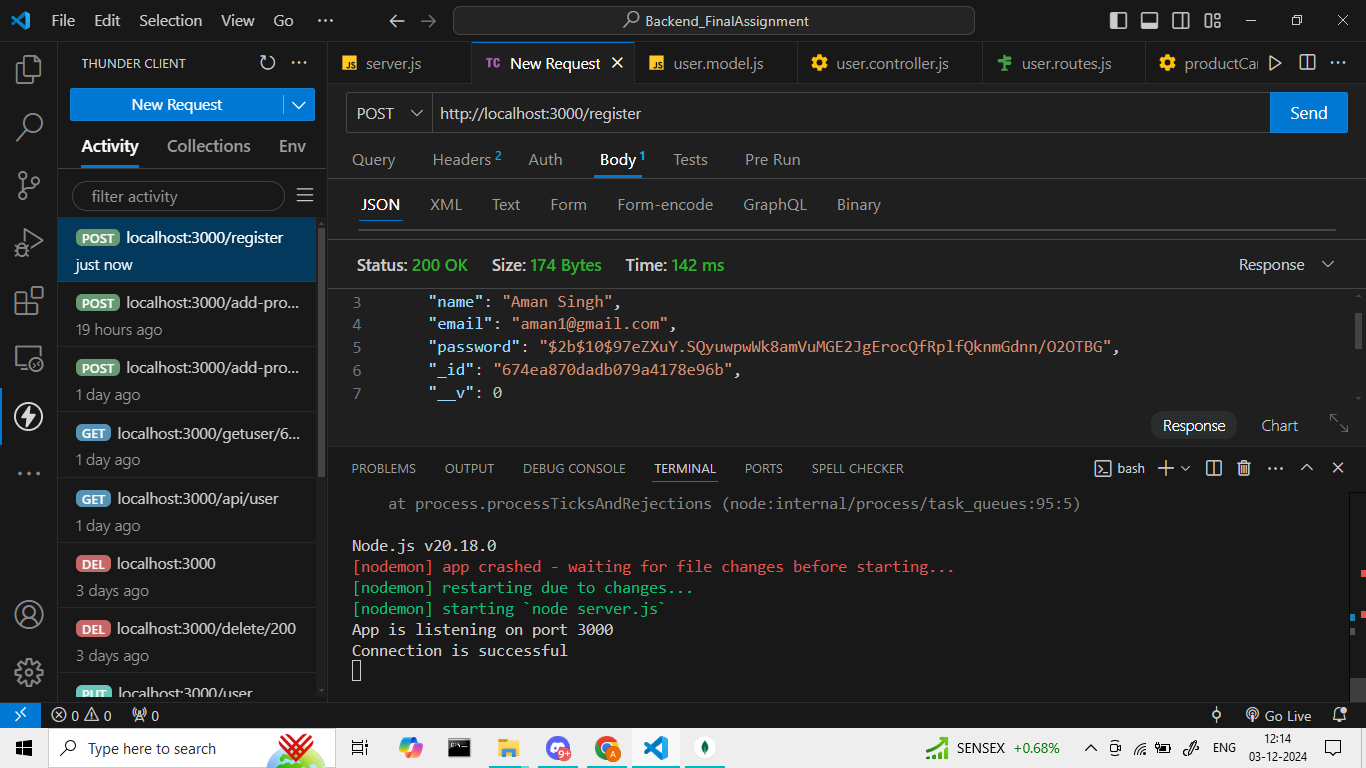 File Edit Selection View Go ··· Backend_FinalAssignment
THUNDER CLIENT
New Request
Activity Collections Env
filter activity
POST localhost:3000/register
just now
POST localhost:3000/add-pro...
19 hours ago
POST localhost:3000/add-pro...
1 day ago
GET localhost:3000/getuser/6...
1 day ago
GET localhost:3000/api/user
1 day ago
DEL localhost:3000
3 days ago
DEL localhost:3000/delete/200
3 days ago
PUT localhost:3000/user
JS server.js TC New Request JS user.model.js user.controller.js user.routes.js productCar
POST http://localhost:3000/register Send
Query Headers 2 Auth Body 1 Tests Pre Run
JSON XML Text Form Form-encode GraphQL Binary
Status: 200 OK Size: 174 Bytes Time: 142 ms Response
3 "name": "Aman Singh",
4 "email": "aman1@gmail.com",
5 "password": "$2b$10$97eZXuY.SQyuwpwWk8amVuMGE2JgErocQfRplfQknmGdnn/O2OTBG",
6 "_id": "674ea870dadb079a4178e96b",
7 "__v": 0
Response Chart
PROBLEMS OUTPUT DEBUG CONSOLE TERMINAL PORTS SPELL CHECKER bash
at process.processTicksAndRejections (node:internal/process/task_queues:95:5)
Node.js v20.18.0
[nodemon] app crashed - waiting for file changes before starting...
[nodemon] restarting due to changes...
[nodemon] starting `node server.js`
App is listening on port 3000
Connection is successful
0 0 0 Go Live
Type here to search 9+ A SENSEX +0.68% ENG 12:14
03-12-2024